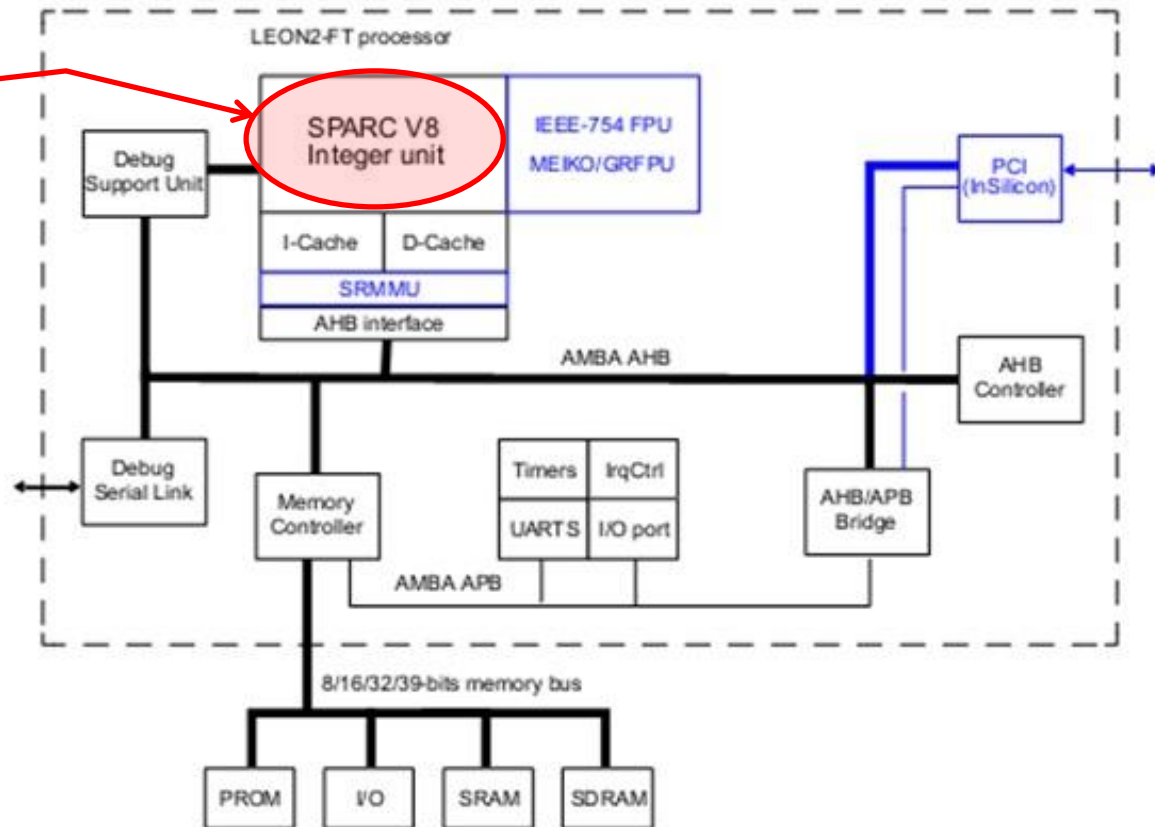 LEON2-FT processor
SPARC V8
Integer unit
IEEE-754 FPU
MEIKO/GRFPU
Debug
Support Unit
PCI
(InSilicon)
I-Cache
D-Cache
SRMMU
AHB interface
AMBA AHB
AHB
Controller
Debug
Serial Link
Memory
Controller
Timers
IrqCtrl
UARTS
I/O port
AHB/APB
Bridge
AMBA APB
8/16/32/39-bits memory bus
PROM
I/O
SRAM
SDRAM